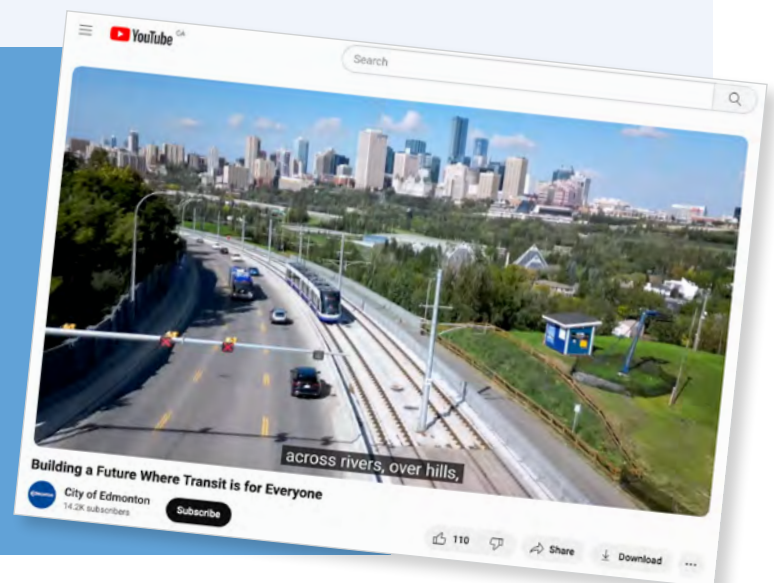 YouTube CA
Search
across rivers, over hills,
Building a Future Where Transit is for Everyone
City of Edmonton
14.2K subscribers
Subscribe
110
Share
Download